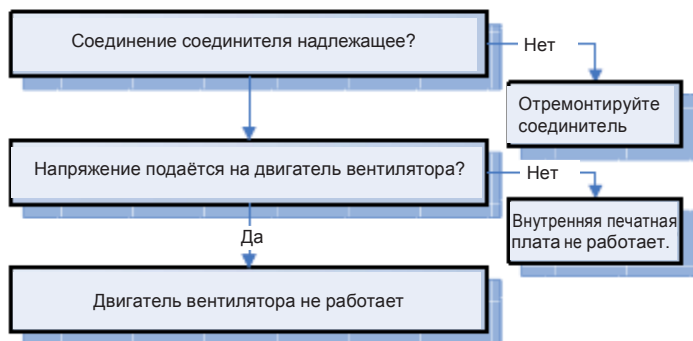 Соединение соединителя надлежащее?
Нет
Отремонтируйте
соединитель
Напряжение подаётся на двигатель вентилятора?
Нет
Внутренняя печатная
плата не работает.
Да
Двигатель вентилятора не работает